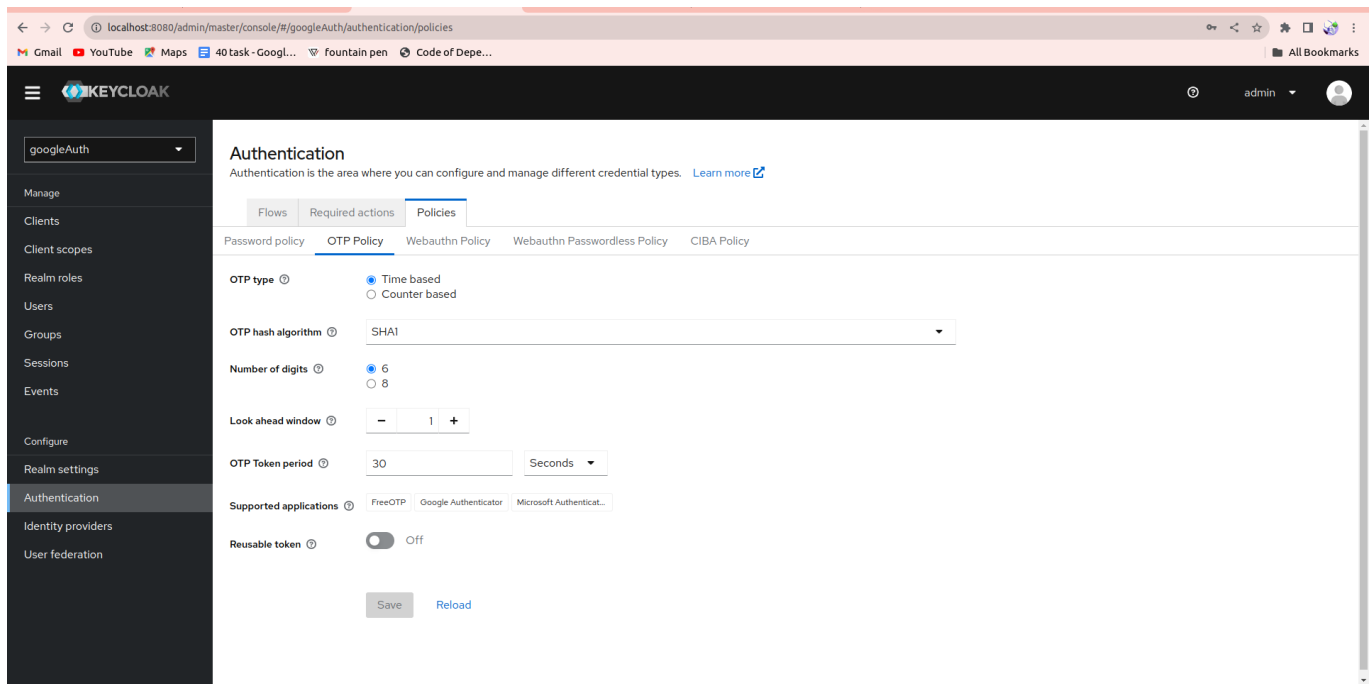 localhost:8080/admin/master/console/#/googleAuth/authentication/policies
Gmail YouTube Maps 40 task - Googl... fountain pen Code of Depe... All Bookmarks
KEYCLOAK
admin
googleAuth
Manage
Clients
Client scopes
Realm roles
Users
Groups
Sessions
Events
Configure
Realm settings
Authentication
Identity providers
User federation
Authentication
Authentication is the area where you can configure and manage different credential types. Learn more
Flows Required actions Policies
Password policy OTP Policy Webauthn Policy Webauthn Passwordless Policy CIBA Policy
OTP type Time based
Counter based
OTP hash algorithm SHA1
Number of digits 6
8
Look ahead window - 1 +
OTP Token period 30 Seconds
Supported applications FreeOTP Google Authenticator Microsoft Authenticat...
Reusable token Off
Save Reload